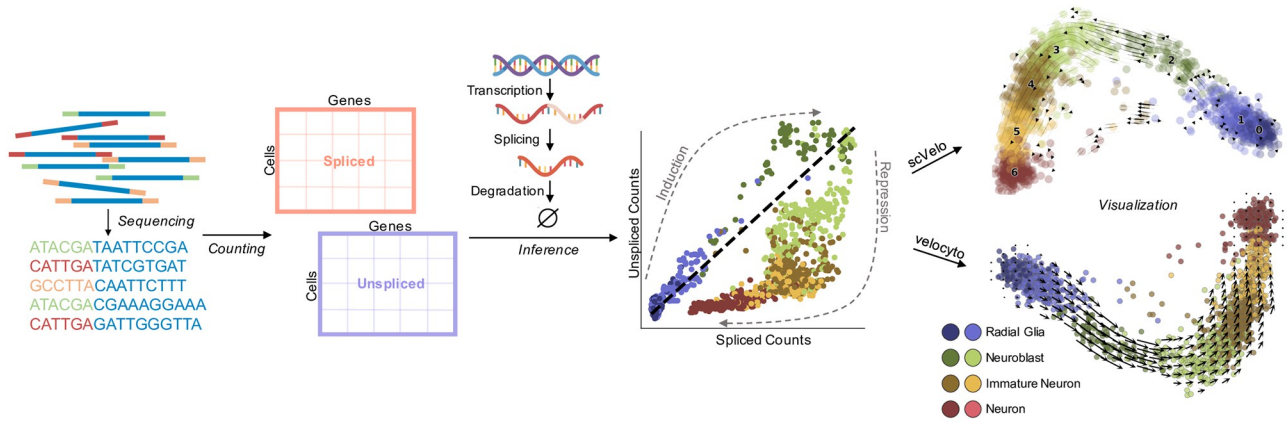 Sequencing
ATACGATAATTCCGA
CATTGATATCGTGAT
GCCTTACAATTCTTT
ATACGACGAAAGGAAA
CATTGAGATTGGGTTA
Counting
Genes
Cells
Spliced
Genes
Cells
Unspliced
Transcription
Splicing
Degradation
∅
Inference
Unspliced Counts
Induction
Repression
Spliced Counts
scVelo
velocyto
3
2
4
1
0
5
6
Visualization
Radial Glia
Neuroblast
Immature Neuron
Neuron